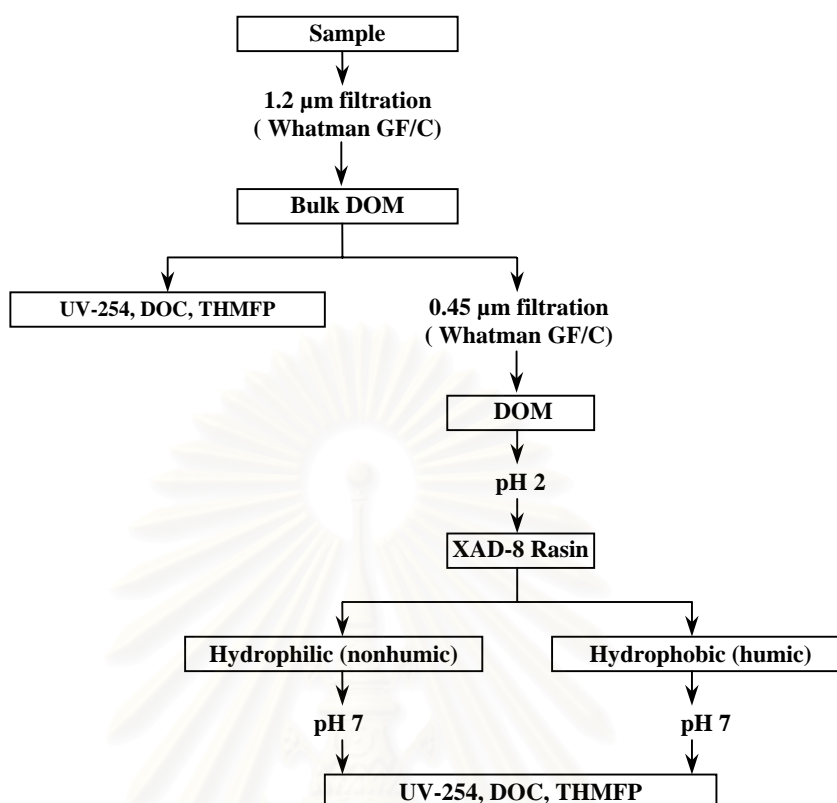 Sample
1.2 µm filtration
( Whatman GF/C)
Bulk DOM
UV-254, DOC, THMFP
0.45 µm filtration
( Whatman GF/C)
DOM
pH 2
XAD-8 Rasin
Hydrophilic (nonhumic)
Hydrophobic (humic)
pH 7
pH 7
UV-254, DOC, THMFP